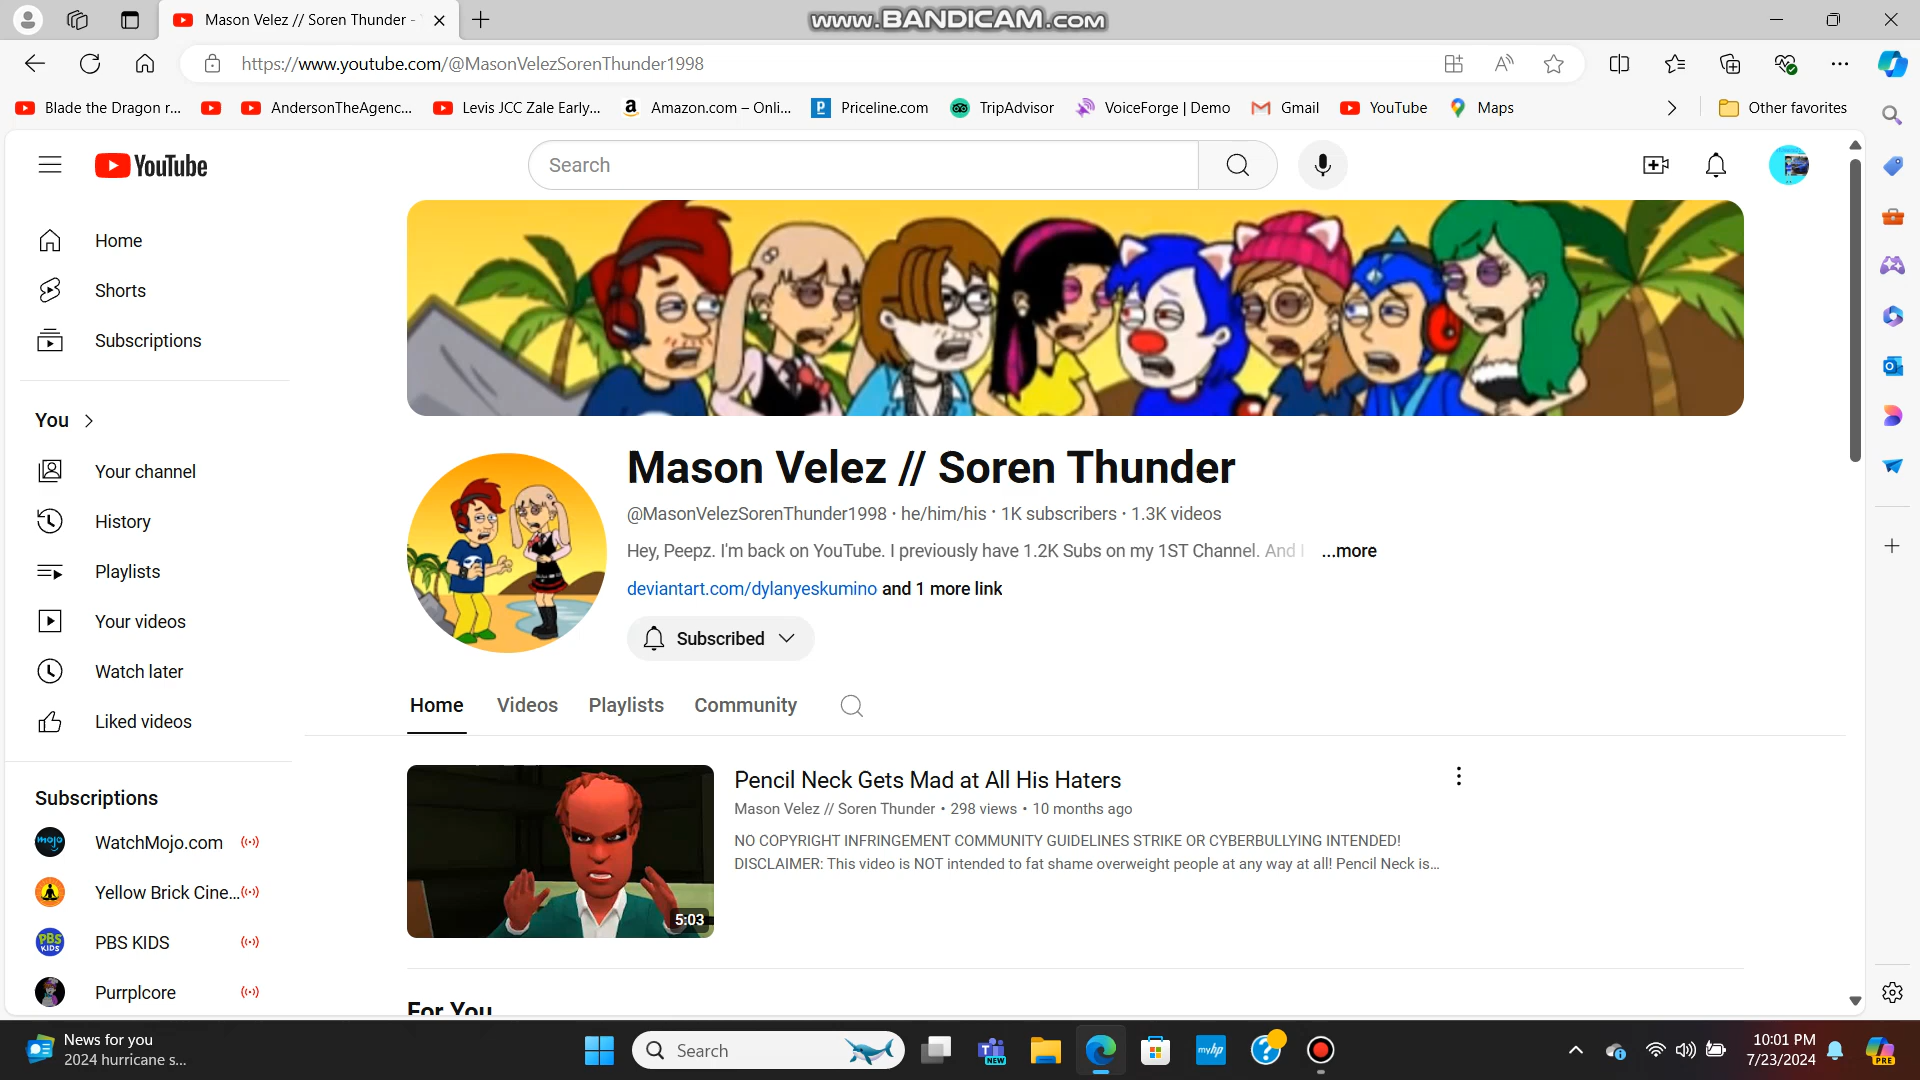 Mason Velez // Soren Thunder -
www.BANDICAM.com
https://www.youtube.com/@MasonVelezSorenThunder1998
Blade the Dragon r...
AndersonTheAgenc...
Levis JCC Zale Early...
Amazon.com – Onli...
Priceline.com
TripAdvisor
VoiceForge | Demo
Gmail
YouTube
Maps
Other favorites
YouTube
Search
Home
Shorts
Subscriptions
You
Your channel
History
Playlists
Your videos
Watch later
Liked videos
Subscriptions
WatchMojo.com
Yellow Brick Cine...
PBS KIDS
Purrplcore
Mason Velez // Soren Thunder
@MasonVelezSorenThunder1998 · he/him/his · 1K subscribers · 1.3K videos
Hey, Peepz. I'm back on YouTube. I previously have 1.2K Subs on my 1ST Channel. And I ...more
deviantart.com/dylanyeskumino and 1 more link
Subscribed
Home Videos Playlists Community
Pencil Neck Gets Mad at All His Haters
Mason Velez // Soren Thunder • 298 views • 10 months ago
NO COPYRIGHT INFRINGEMENT COMMUNITY GUIDELINES STRIKE OR CYBERBULLYING INTENDED!
DISCLAIMER: This video is NOT intended to fat shame overweight people at any way at all! Pencil Neck is...
5:03
For You
News for you
2024 hurricane s...
Search
NEW
myhp
10:01 PM
7/23/2024
PRE